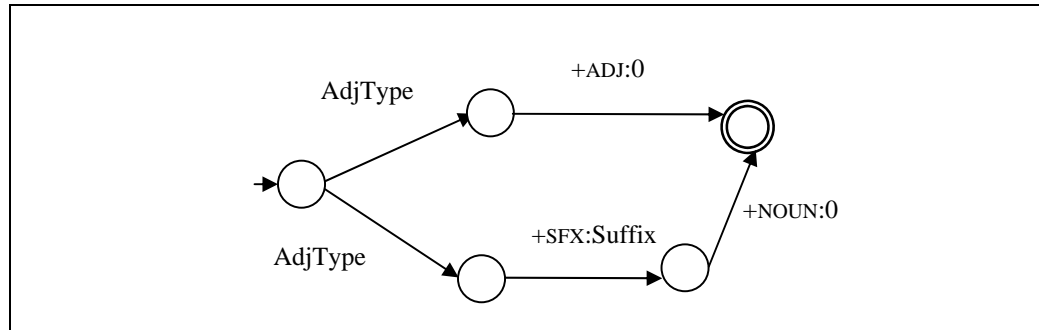 +ADJ:0
AdjType
+NOUN:0
+SFX:Suffix
AdjType